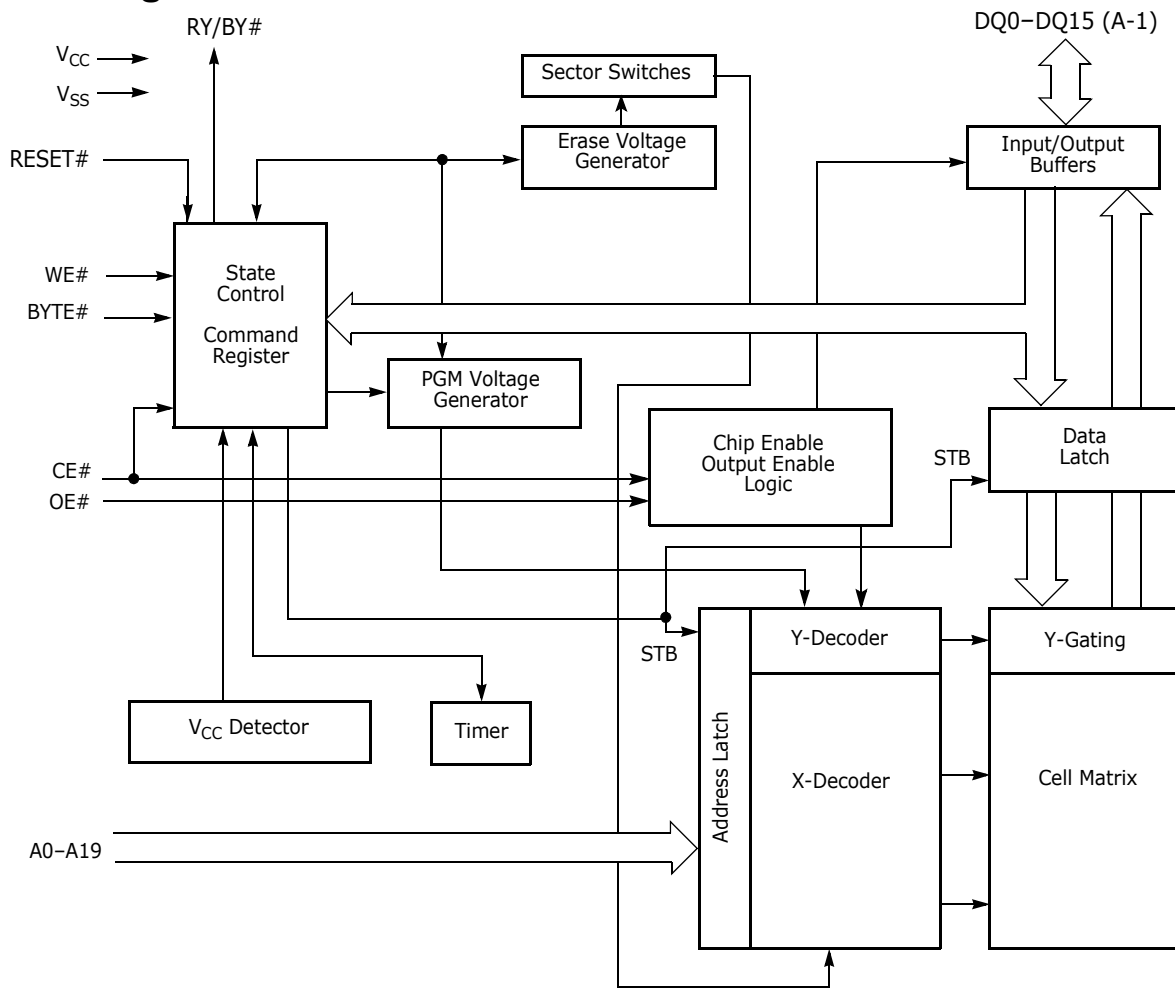 RY/BY#
DQ0–DQ15 (A-1)
VCC
VSS
Sector Switches
Erase Voltage
Generator
Input/Output
Buffers
RESET#
WE#
BYTE#
State
Control
Command
Register
PGM Voltage
Generator
Chip Enable
Output Enable
Logic
Data
Latch
STB
CE#
OE#
STB
Y-Decoder
Y-Gating
VCC Detector
Timer
Address Latch
X-Decoder
Cell Matrix
A0–A19